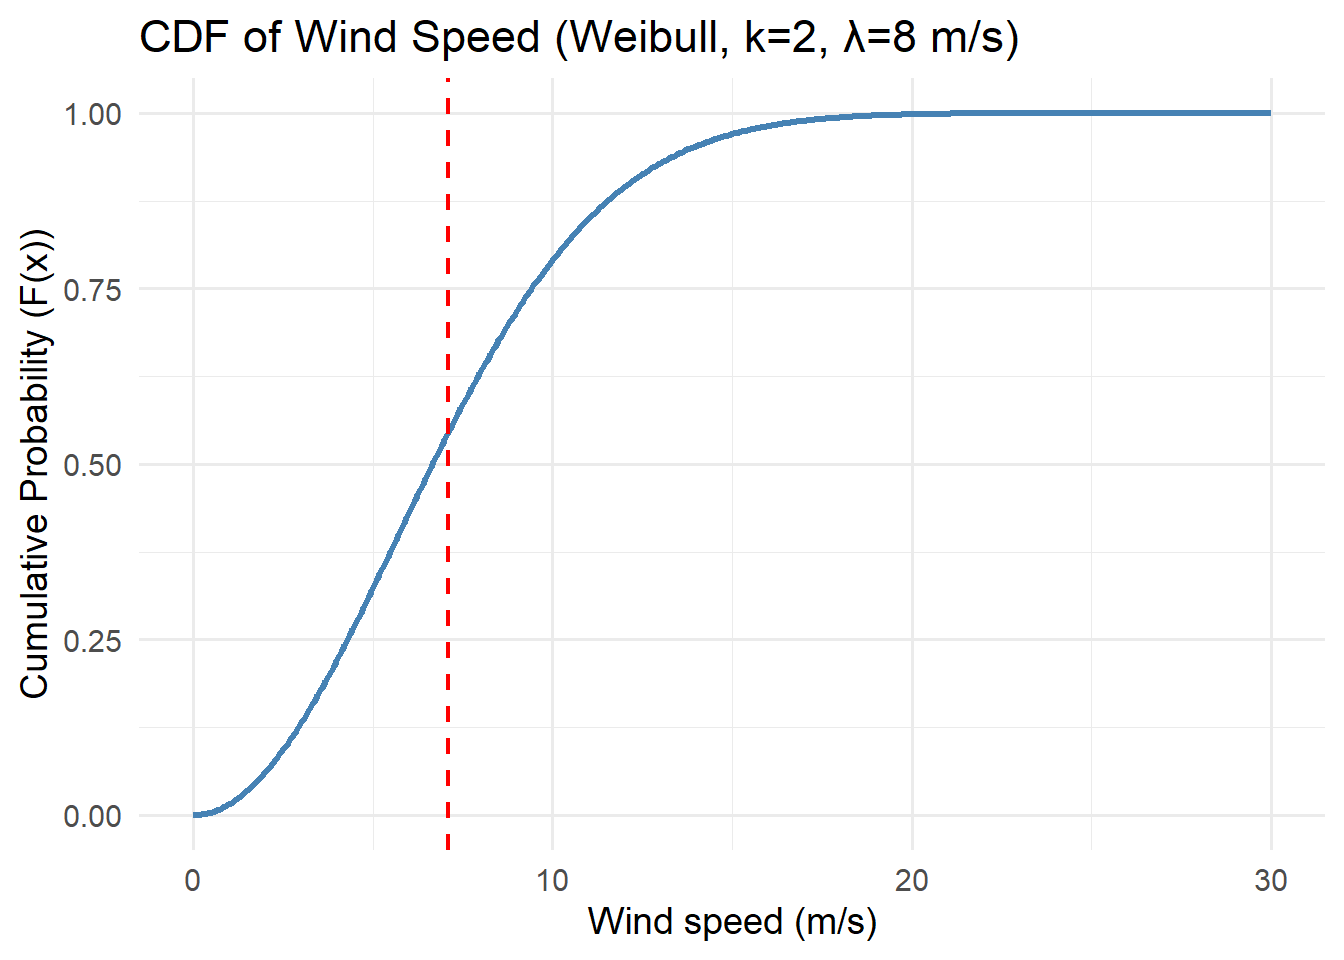 CDF of Wind Speed (Weibull, k=2, λ=8 m/s)
Cumulative Probability (F(x))
1.00
0.75
0.50
0.25
0.00
0 10 20 30
Wind speed (m/s)